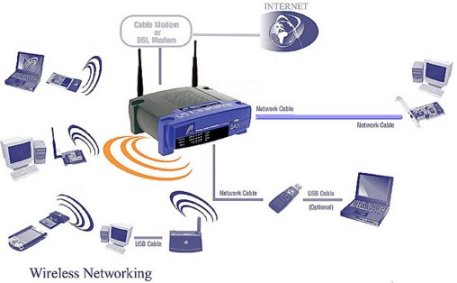 INTERNET
Cable Modem
or
DSL Modem
Network Cable
Network Cable
Network Cable
USB Cable
(Optional)
USB Cable
Wireless Networking